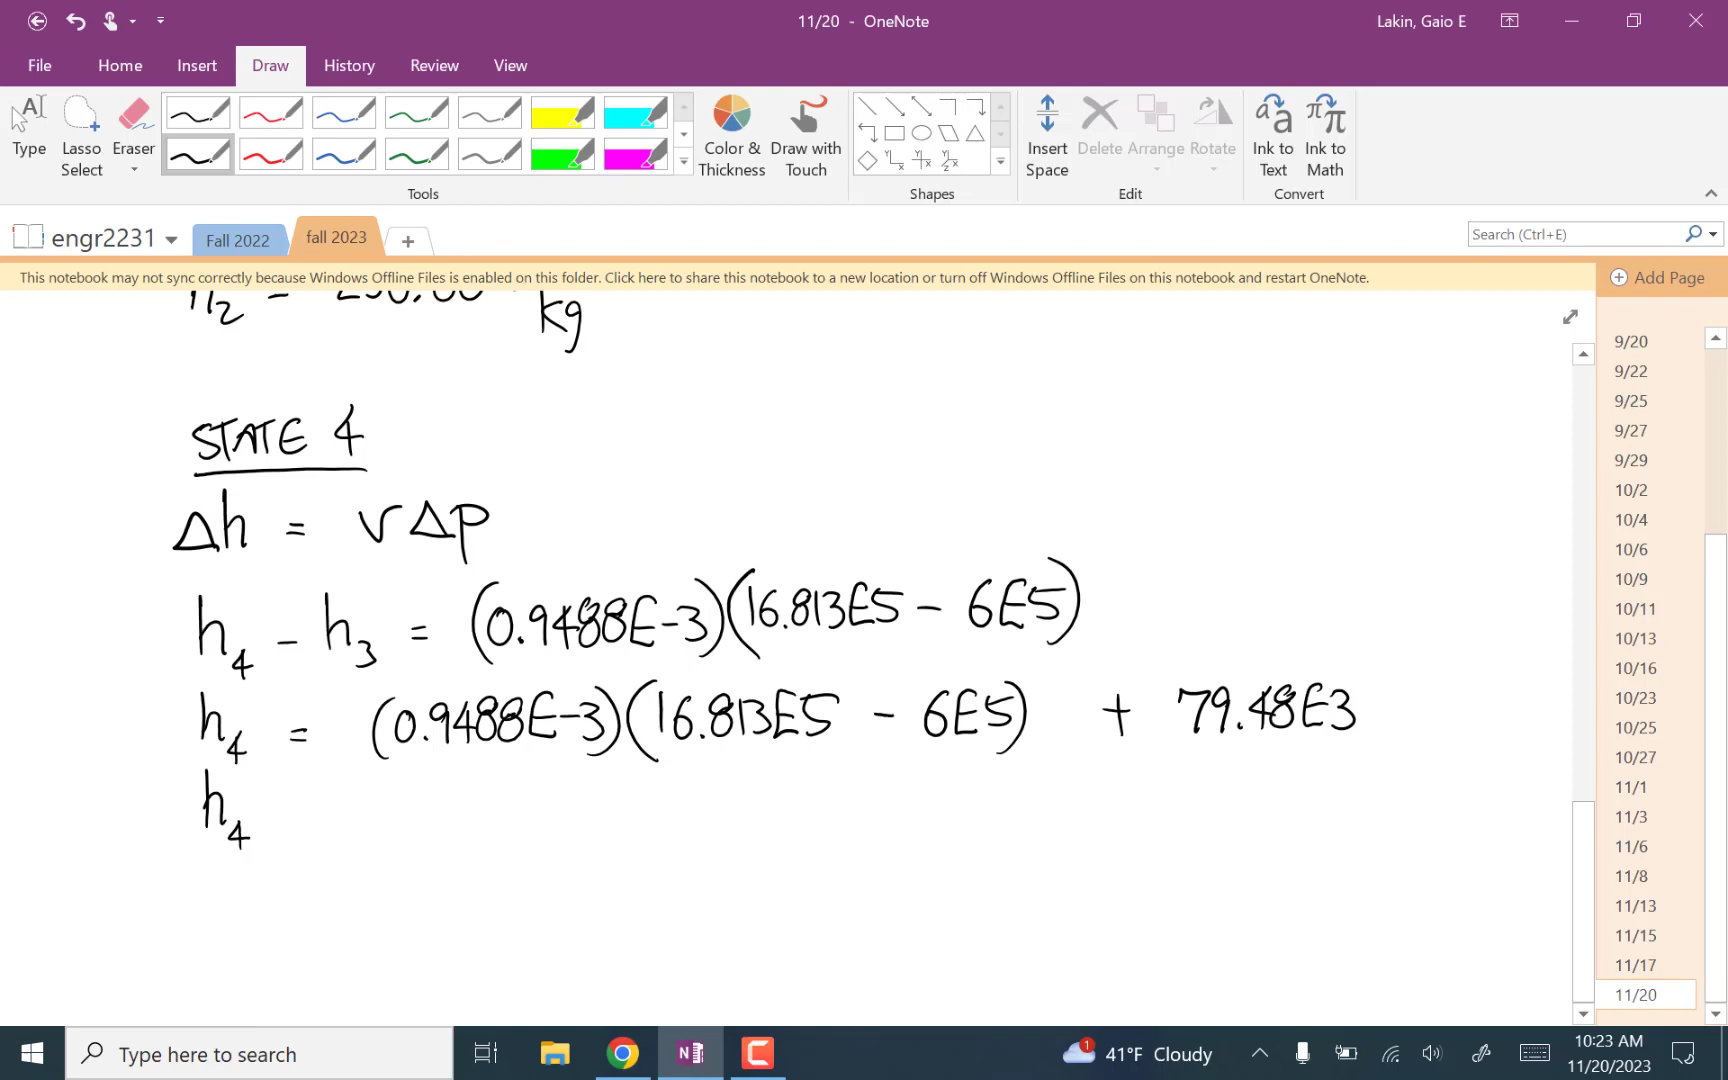 11/20 - OneNote
Lakin, Gaio E
File Home Insert Draw History Review View
Type
Lasso Select
Eraser
Color & Thickness
Draw with Touch
Insert Space
Delete
Arrange
Rotate
Ink to Text
Ink to Math
Tools
Shapes
Edit
Convert
engr2231
Fall 2022
fall 2023
Search (Ctrl+E)
This notebook may not sync correctly because Windows Offline Files is enabled on this folder. Click here to share this notebook to a new location or turn off Windows Offline Files on this notebook and restart OneNote.
Add Page
kg
STATE 4
Δh = vΔp
h4 - h3 = (0.9488E-3)(16.813E5 - 6E5)
h4 = (0.9488E-3)(16.813E5 - 6E5) + 79.48E3
h4
9/20
9/22
9/25
9/27
9/29
10/2
10/4
10/6
10/9
10/11
10/13
10/16
10/23
10/25
10/27
11/1
11/3
11/6
11/8
11/13
11/15
11/17
11/20
Type here to search
1
41°F Cloudy
10:23 AM
11/20/2023